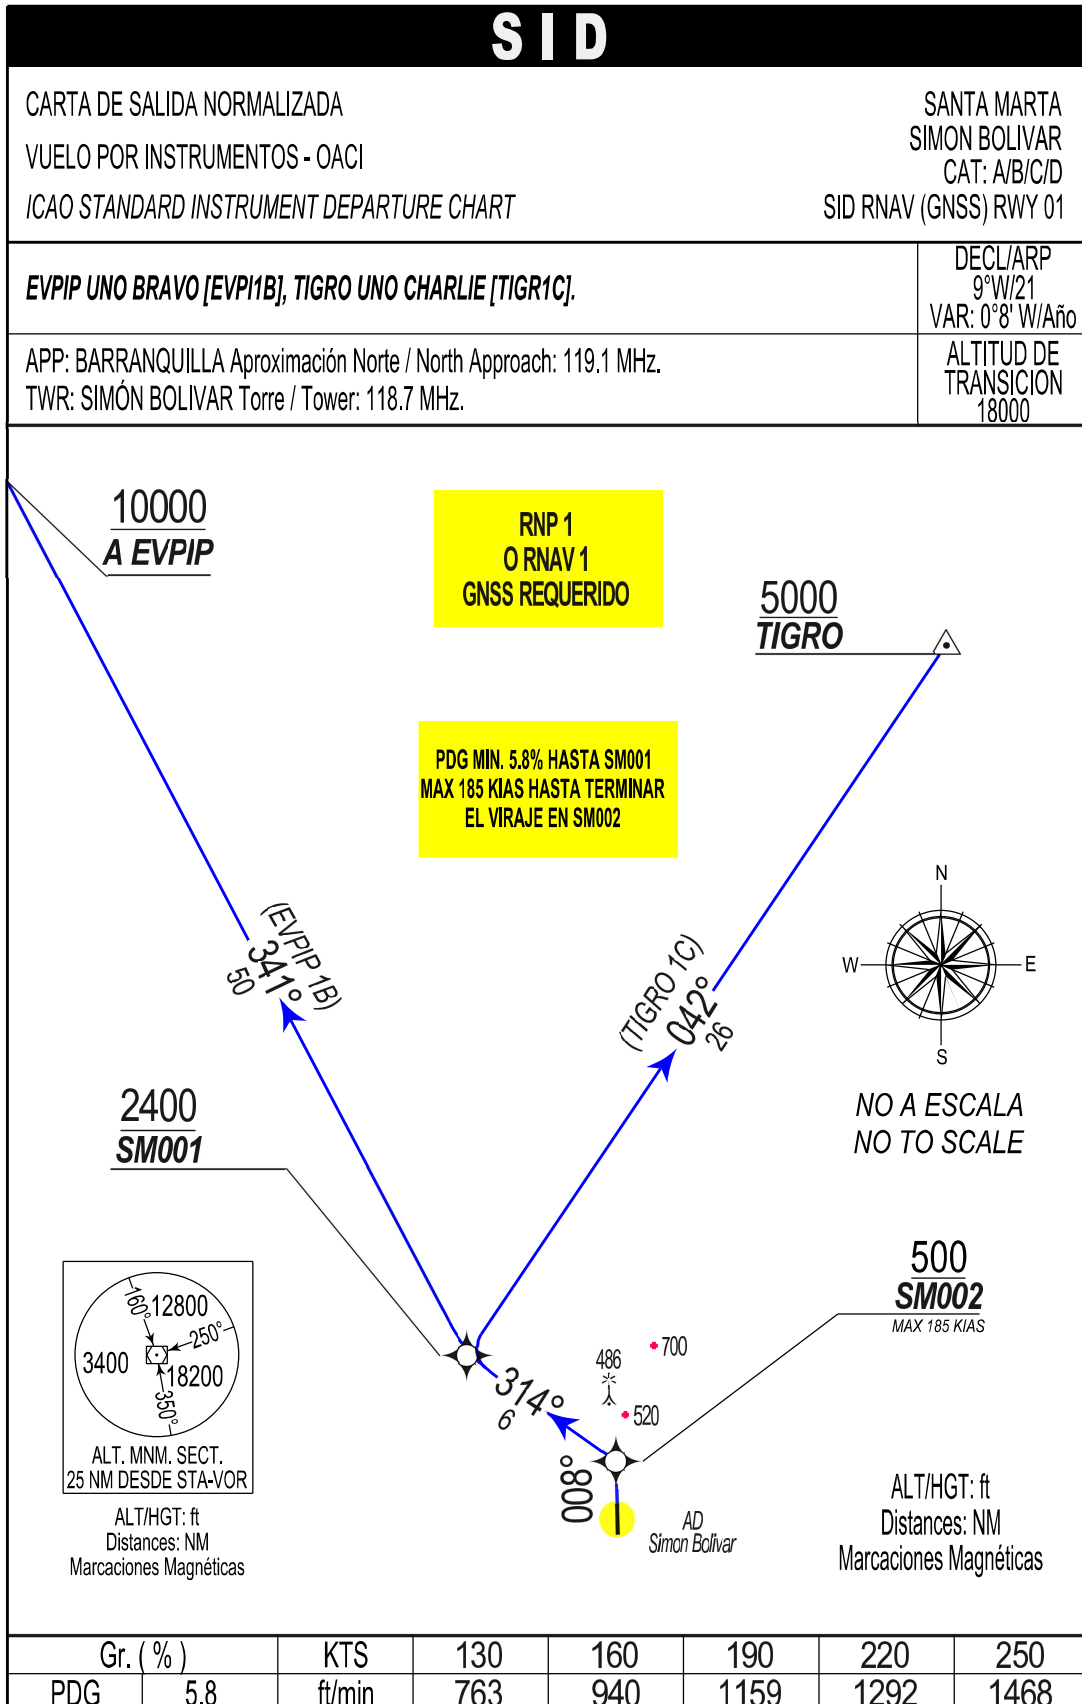 SID
CARTA DE SALIDA NORMALIZADA
VUELO POR INSTRUMENTOS - OACI
ICAO STANDARD INSTRUMENT DEPARTURE CHART
SANTA MARTA
SIMON BOLIVAR
CAT: A/B/C/D
SID RNAV (GNSS) RWY 01
EVPIP UNO BRAVO [EVPI1B], TIGRO UNO CHARLIE [TIGR1C].
DECL/ARP
9°W/21
VAR: 0°8' W/Año
APP: BARRANQUILLA Aproximación Norte / North Approach: 119.1 MHz.
TWR: SIMÓN BOLIVAR Torre / Tower: 118.7 MHz.
ALTITUD DE
TRANSICION
18000
10000
A EVPIP
RNP 1
O RNAV 1
GNSS REQUERIDO
5000
TIGRO
PDG MIN. 5.8% HASTA SM001
MAX 185 KIAS HASTA TERMINAR
EL VIRAJE EN SM002
(EVPIP 1B)
341°
50
(TIGRO 1C)
042°
26
N
W
E
S
NO A ESCALA
NO TO SCALE
2400
SM001
500
SM002
MAX 185 KIAS
160°
12800
250°
3400
18200
350°
ALT. MNM. SECT.
25 NM DESDE STA-VOR
ALT/HGT: ft
Distances: NM
Marcaciones Magnéticas
700
486
520
314°
6
008°
AD
Simon Bolivar
ALT/HGT: ft
Distances: NM
Marcaciones Magnéticas
Gr. ( % ) KTS 130 160 190 220 250
PDG 5.8 ft/min 763 940 1159 1292 1468